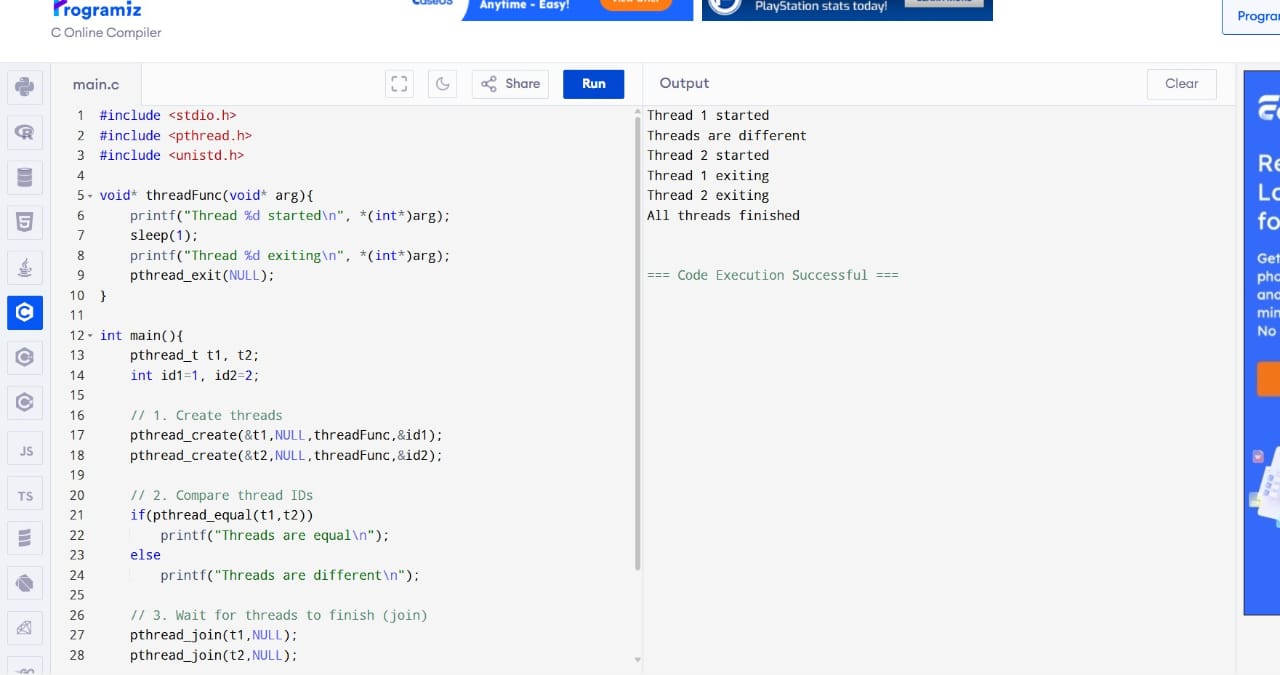 Programiz
C Online Compiler
CaseOS
Anytime - Easy!
PlayStation stats today!
LEARN MORE
main.c
Share
Run
Output
Clear
1 #include <stdio.h>
2 #include <pthread.h>
3 #include <unistd.h>
4
5 void* threadFunc(void* arg){
6 printf("Thread %d started\n", *(int*)arg);
7 sleep(1);
8 printf("Thread %d exiting\n", *(int*)arg);
9 pthread_exit(NULL);
10 }
11
12 int main(){
13 pthread_t t1, t2;
14 int id1=1, id2=2;
15
16 // 1. Create threads
17 pthread_create(&t1,NULL,threadFunc,&id1);
18 pthread_create(&t2,NULL,threadFunc,&id2);
19
20 // 2. Compare thread IDs
21 if(pthread_equal(t1,t2))
22 printf("Threads are equal\n");
23 else
24 printf("Threads are different\n");
25
26 // 3. Wait for threads to finish (join)
27 pthread_join(t1,NULL);
28 pthread_join(t2,NULL);
Thread 1 started
Threads are different
Thread 2 started
Thread 1 exiting
Thread 2 exiting
All threads finished
=== Code Execution Successful ===
JS
TS
Progra
Re
Lo
fo
Get
pho
and
min
No